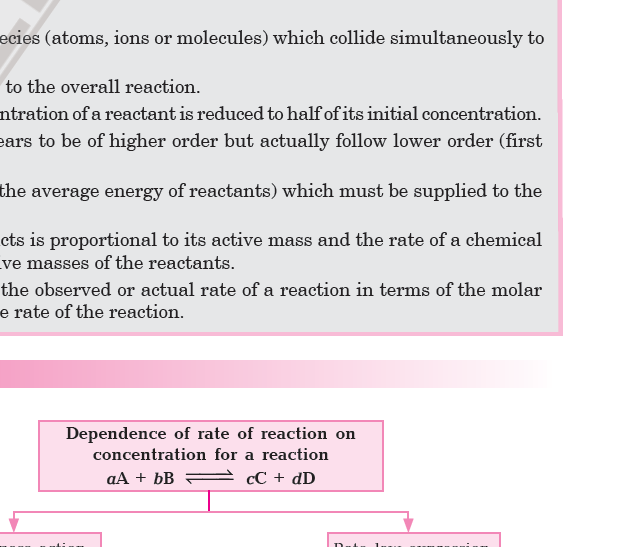 ecies (atoms, ions or molecules) which collide simultaneously to
to the overall reaction.
ntration of a reactant is reduced to half of its initial concentration.
ears to be of higher order but actually follow lower order (first
the average energy of reactants) which must be supplied to the
cts is proportional to its active mass and the rate of a chemical
ve masses of the reactants.
the observed or actual rate of a reaction in terms of the molar
e rate of the reaction.
Dependence of rate of reaction on
concentration for a reaction
aA + bB ⇌ cC + dD
action
Rate law expression